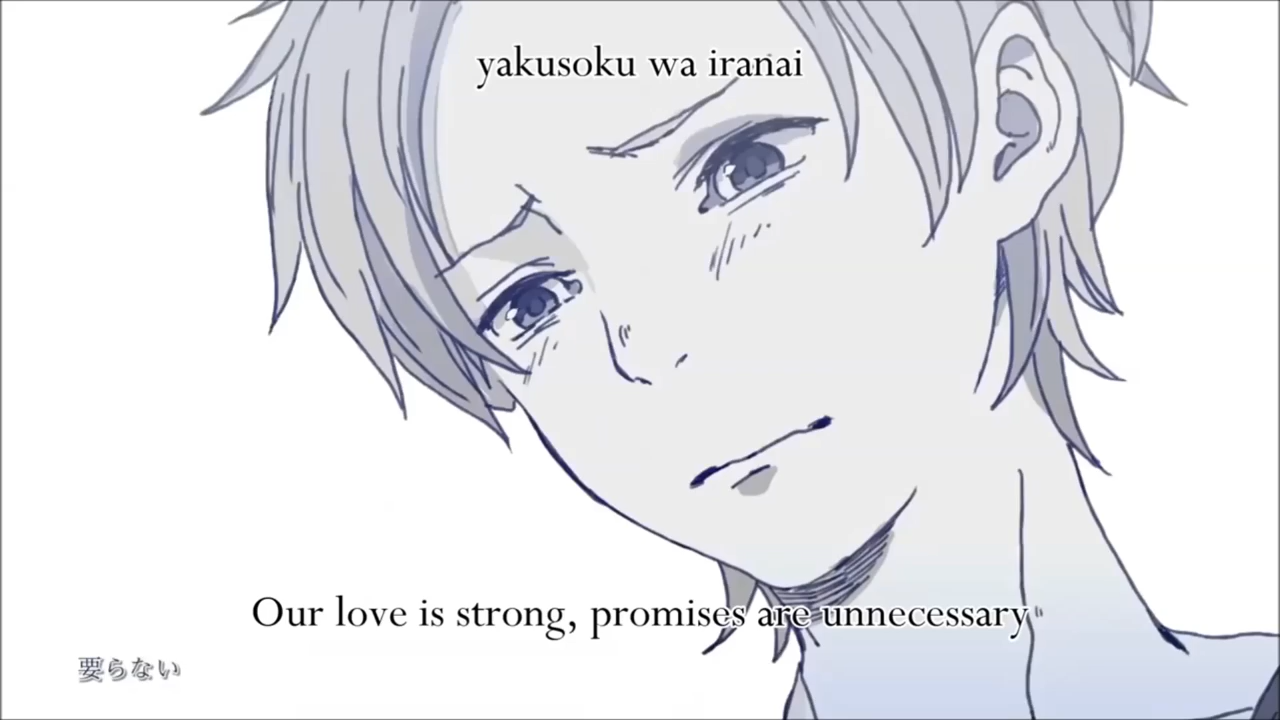 yakusoku wa iranai
Our love is strong, promises are unnecessary
要らない